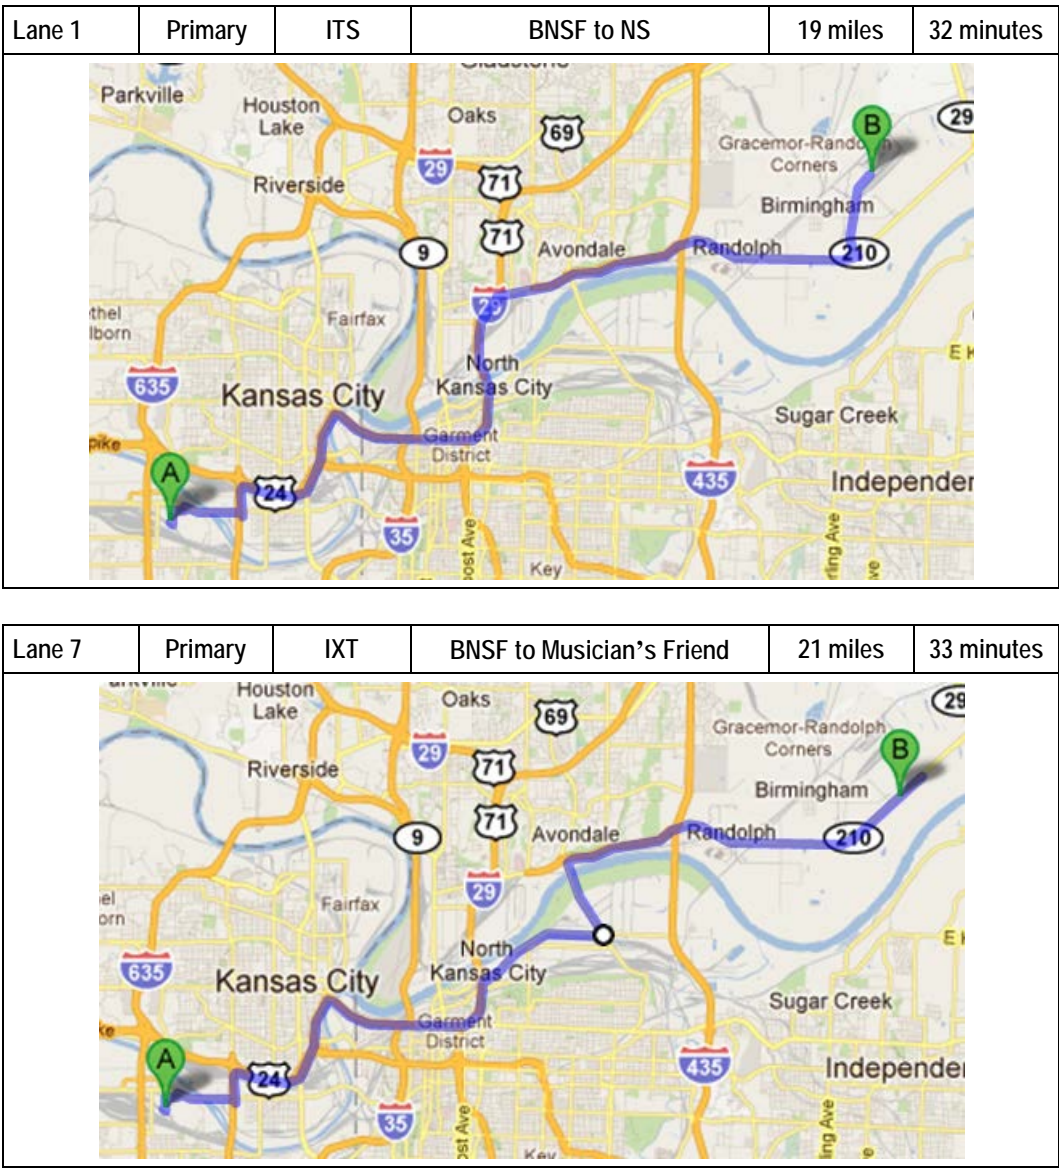 Lane 1 Primary ITS BNSF to NS 19 miles 32 minutes
Parkville
Houston
Lake
Oaks
69
29
B
Gracemor-Randolph
Corners
29
Riverside
71
Birmingham
71
9
Avondale
Randolph
210
29
Fairfax
North
Kansas City
635
Kansas City
Sugar Creek
Garment
District
A
24
435
Independen
35
Key
Lane 7 Primary IXT BNSF to Musician's Friend 21 miles 33 minutes
Houston
Lake
Oaks
69
29
Gracemor-Randolph
Corners
B
29
Riverside
71
Birmingham
71
9
Avondale
Randolph
210
29
Fairfax
North
Kansas City
635
Kansas City
Sugar Creek
Garment
District
A
24
435
Independen
35
Key